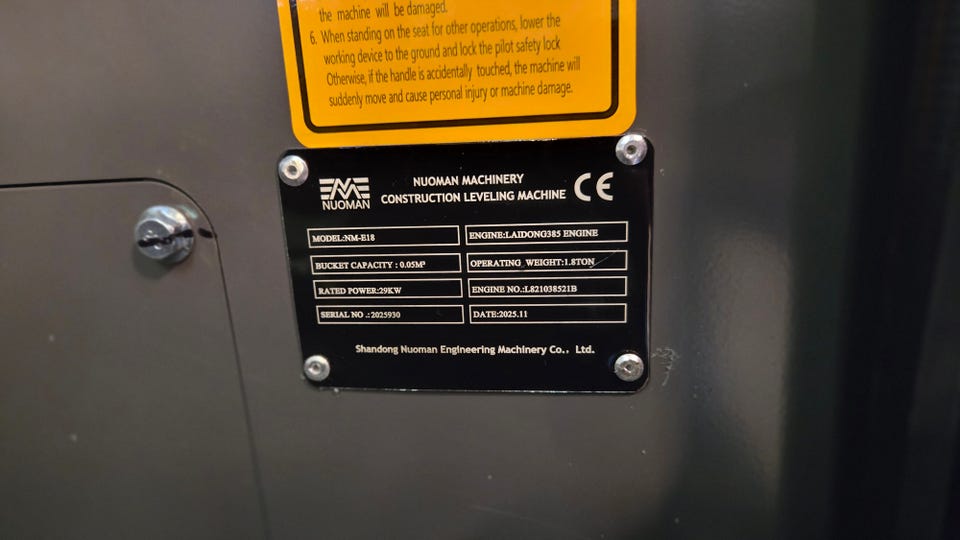 the machine will be damaged.
6. When standing on the seat for other operations, lower the
working device to the ground and lock the pilot safety lock
Otherwise, if the handle is accidentally touched, the machine will
suddenly move and cause personal injury or machine damage.
NUOMAN
NUOMAN MACHINERY
CONSTRUCTION LEVELING MACHINE
CE
MODEL:NM-E18
ENGINE:LAIDONG385 ENGINE
BUCKET CAPACITY : 0.05M³
OPERATING WEIGHT:1.8TON
RATED POWER:29KW
ENGINE NO.:L821038521B
SERIAL NO .:2025930
DATE:2025.11
Shandong Nuoman Engineering Machinery Co.. Ltd.